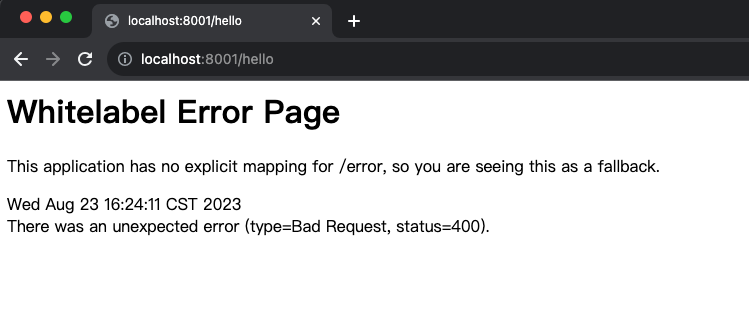 localhost:8001/hello
localhost:8001/hello
Whitelabel Error Page
This application has no explicit mapping for /error, so you are seeing this as a fallback.
Wed Aug 23 16:24:11 CST 2023
There was an unexpected error (type=Bad Request, status=400).